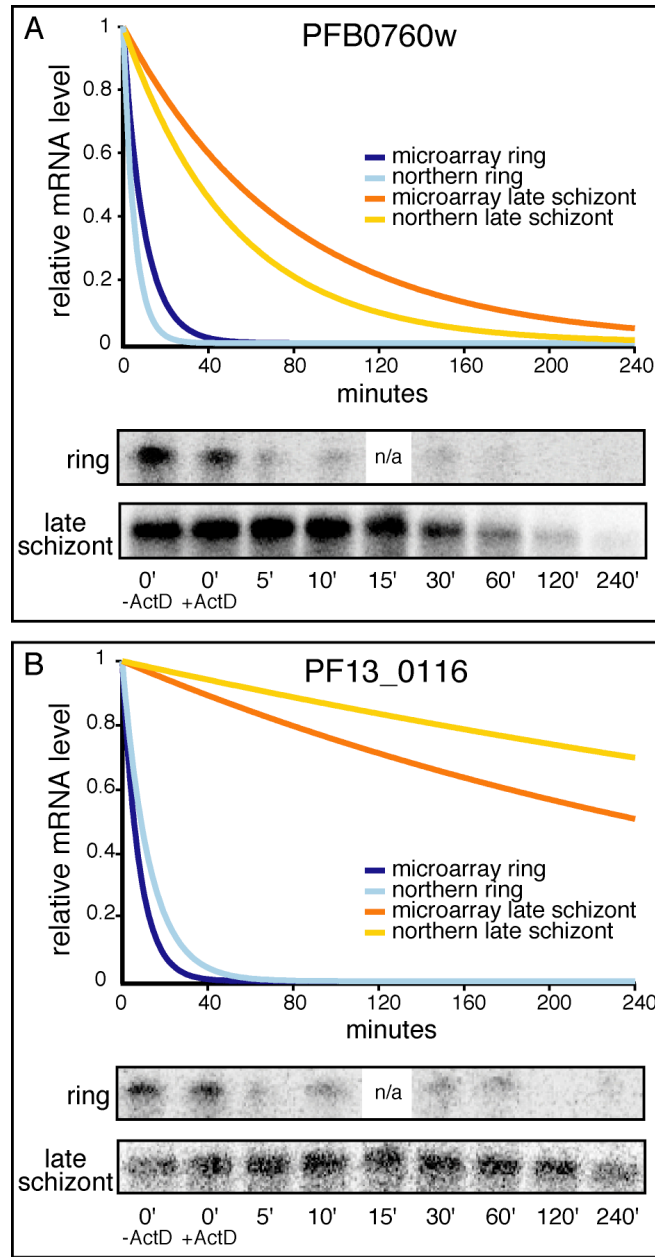 A
PFB0760w
relative mRNA level
1
0.8
0.6
0.4
0.2
0
microarray ring
northern ring
microarray late schizont
northern late schizont
0 40 80 120 160 200 240
minutes
ring
n/a
late
schizont
0' 0' 5' 10' 15' 30' 60' 120' 240'
-ActD +ActD
B
PF13_0116
relative mRNA level
1
0.8
0.6
0.4
0.2
0
microarray ring
northern ring
microarray late schizont
northern late schizont
0 40 80 120 160 200 240
minutes
ring
n/a
late
schizont
0' 0' 5' 10' 15' 30' 60' 120' 240'
-ActD +ActD